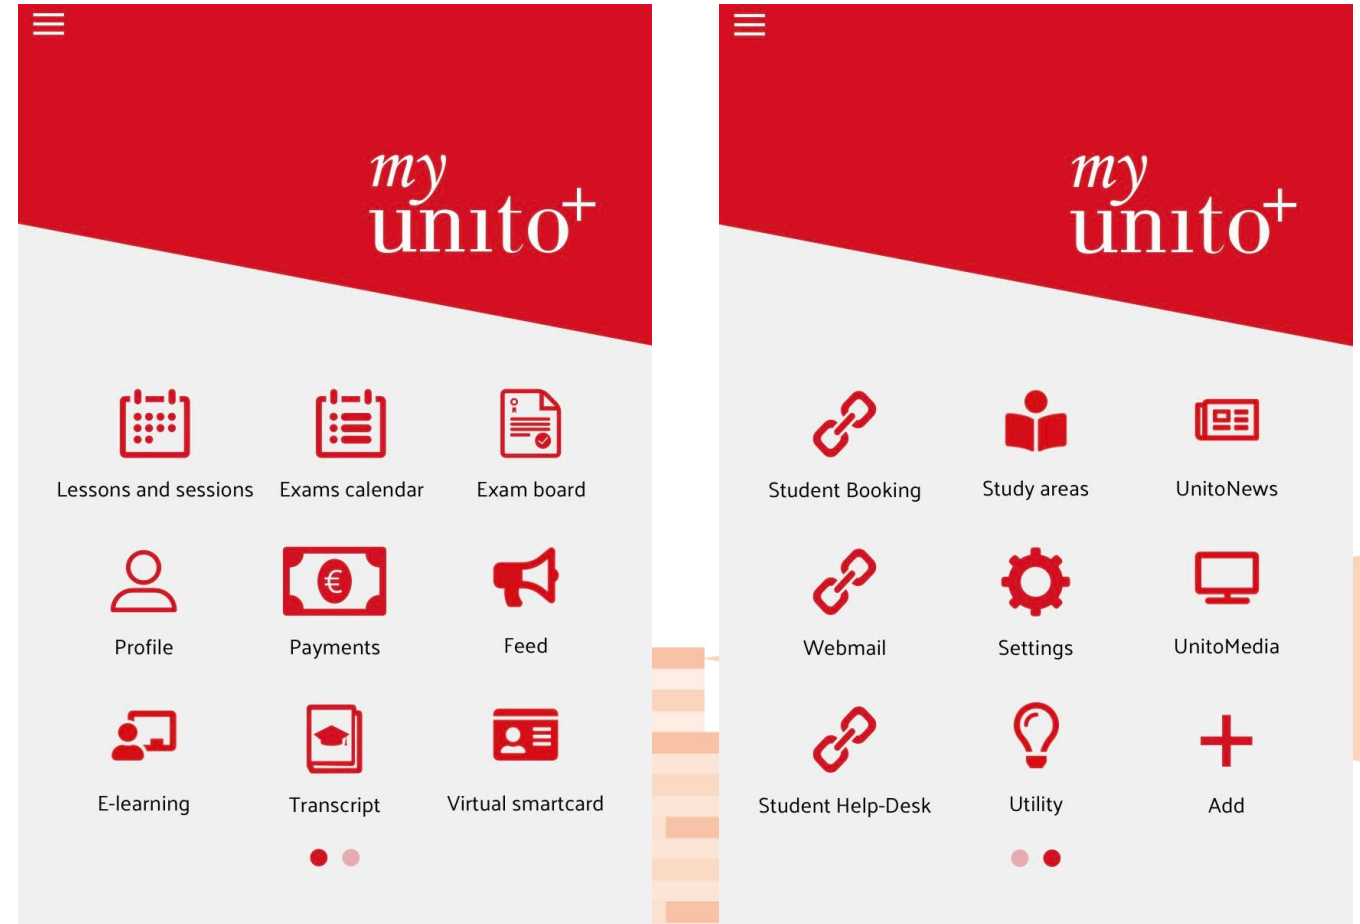 my
unito+
Lessons and sessions
Exams calendar
Exam board
Profile
Payments
€
Feed
E-learning
Transcript
Virtual smartcard
my
unito+
Student Booking
Study areas
UnitoNews
Webmail
Settings
UnitoMedia
Student Help-Desk
Utility
Add